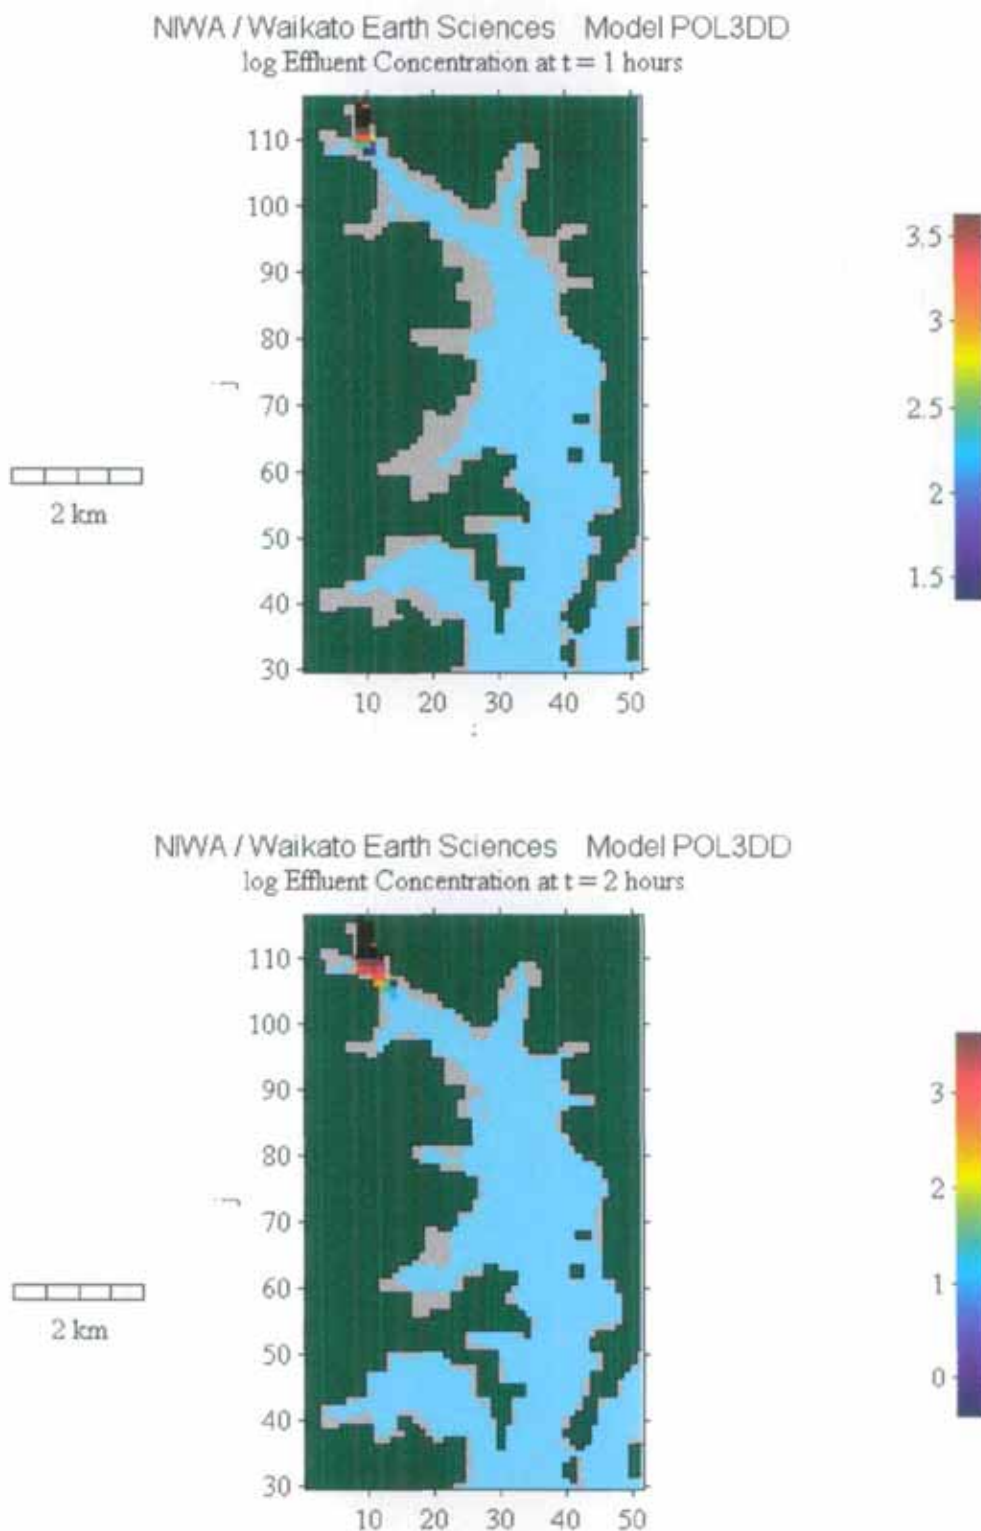 NIWA / Waikato Earth Sciences Model POL3DD
log Effluent Concentration at t = 1 hours
110
100
90
80
70
60
50
40
30
j
10 20 30 40 50
2 km
3.5
3
2.5
2
1.5
NIWA / Waikato Earth Sciences Model POL3DD
log Effluent Concentration at t = 2 hours
110
100
90
80
70
60
50
40
30
j
10 20 30 40 50
2 km
3
2
1
0